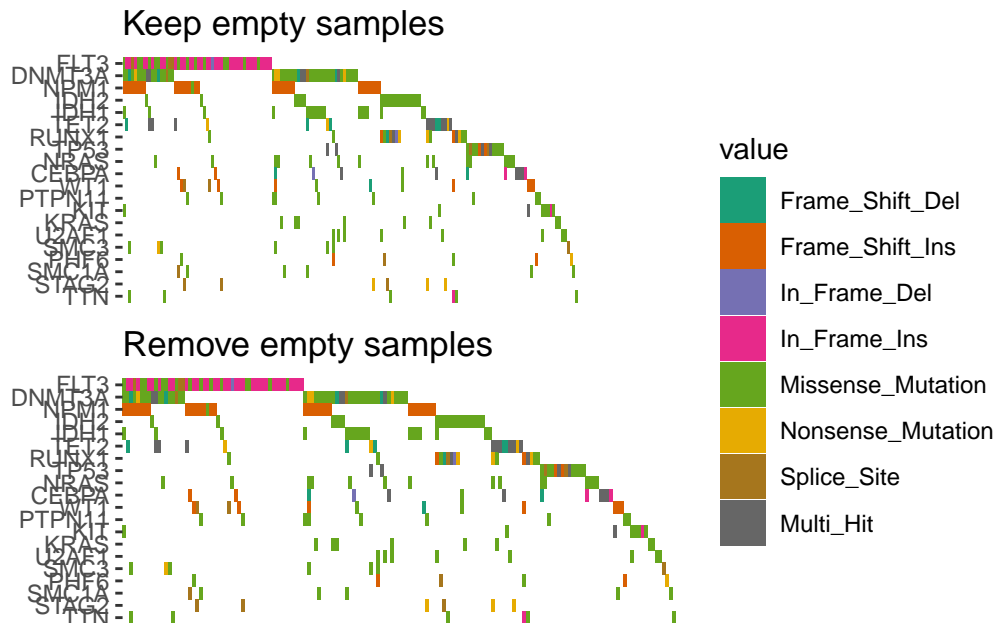 Keep empty samples
FLT3
DNMT3A
NPM1
IDH2
IDH1
TET2
RUNX1
TP53
NRAS
CEBPA
WT1
PTPN11
KIT
KRAS
U2AF1
SMC3
PHF6
SMC1A
STAG2
TTN
Remove empty samples
FLT3
DNMT3A
NPM1
IDH2
IDH1
TET2
RUNX1
TP53
NRAS
CEBPA
WT1
PTPN11
KIT
KRAS
U2AF1
SMC3
PHF6
SMC1A
STAG2
TTN
value
Frame_Shift_Del
Frame_Shift_Ins
In_Frame_Del
In_Frame_Ins
Missense_Mutation
Nonsense_Mutation
Splice_Site
Multi_Hit